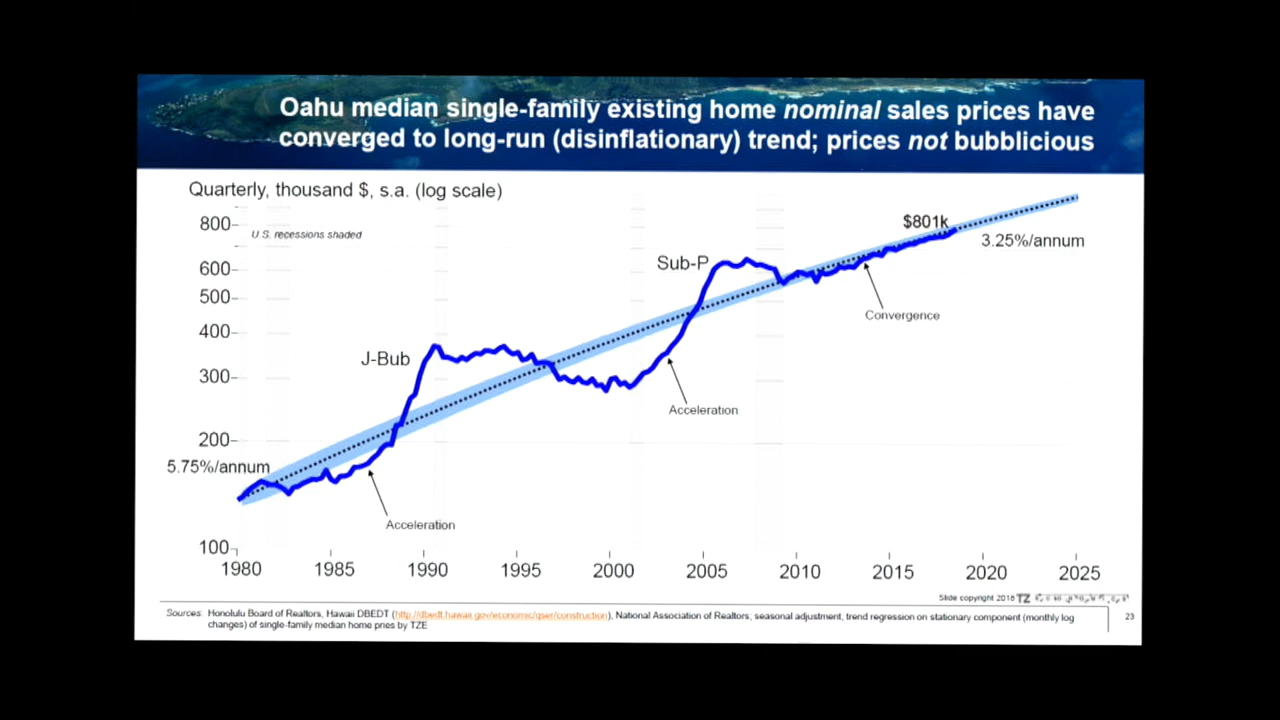 Oahu median single-family existing home nominal sales prices have
converged to long-run (disinflationary) trend; prices not bubblicious
Quarterly, thousand $, s.a. (log scale)
800
U.S. recessions shaded
$801k
3.25%/annum
Sub-P
600
500
Convergence
400
J-Bub
300
Acceleration
200
5.75%/annum
Acceleration
100
1980 1985 1990 1995 2000 2005 2010 2015 2020 2025
Slide copyright 2018 TZ
Sources: Honolulu Board of Realtors, Hawaii DBEDT (http://dbedt.hawaii.gov/economic/qser/construction), National Association of Realtors; seasonal adjustment, trend regression on stationary component (monthly log
changes) of single-family median home pries by TZE
23